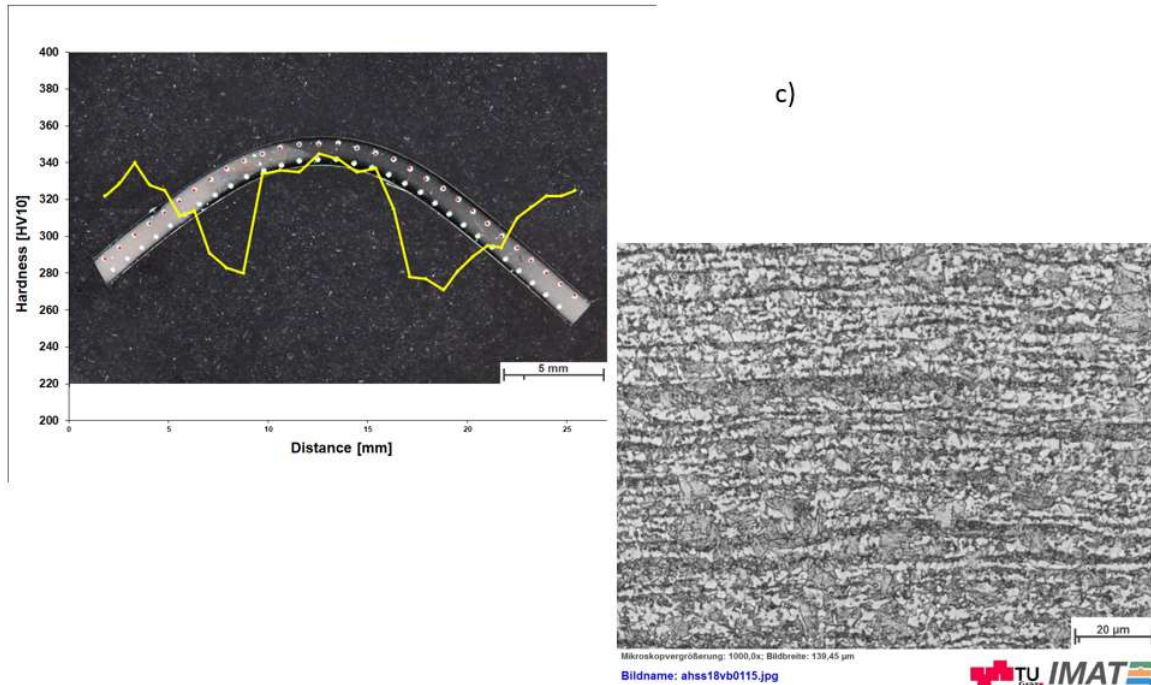 400
380
360
340
320
300
280
260
240
220
200
Hardness [HV10]
0 5 10 15 20 25
Distance [mm]
5 mm
c)
20 µm
Mikroskopvergrößerung: 1000,0x; Bildbreite: 139,45 µm
Bildname: ahss18vb0115.jpg
TU
IMAT